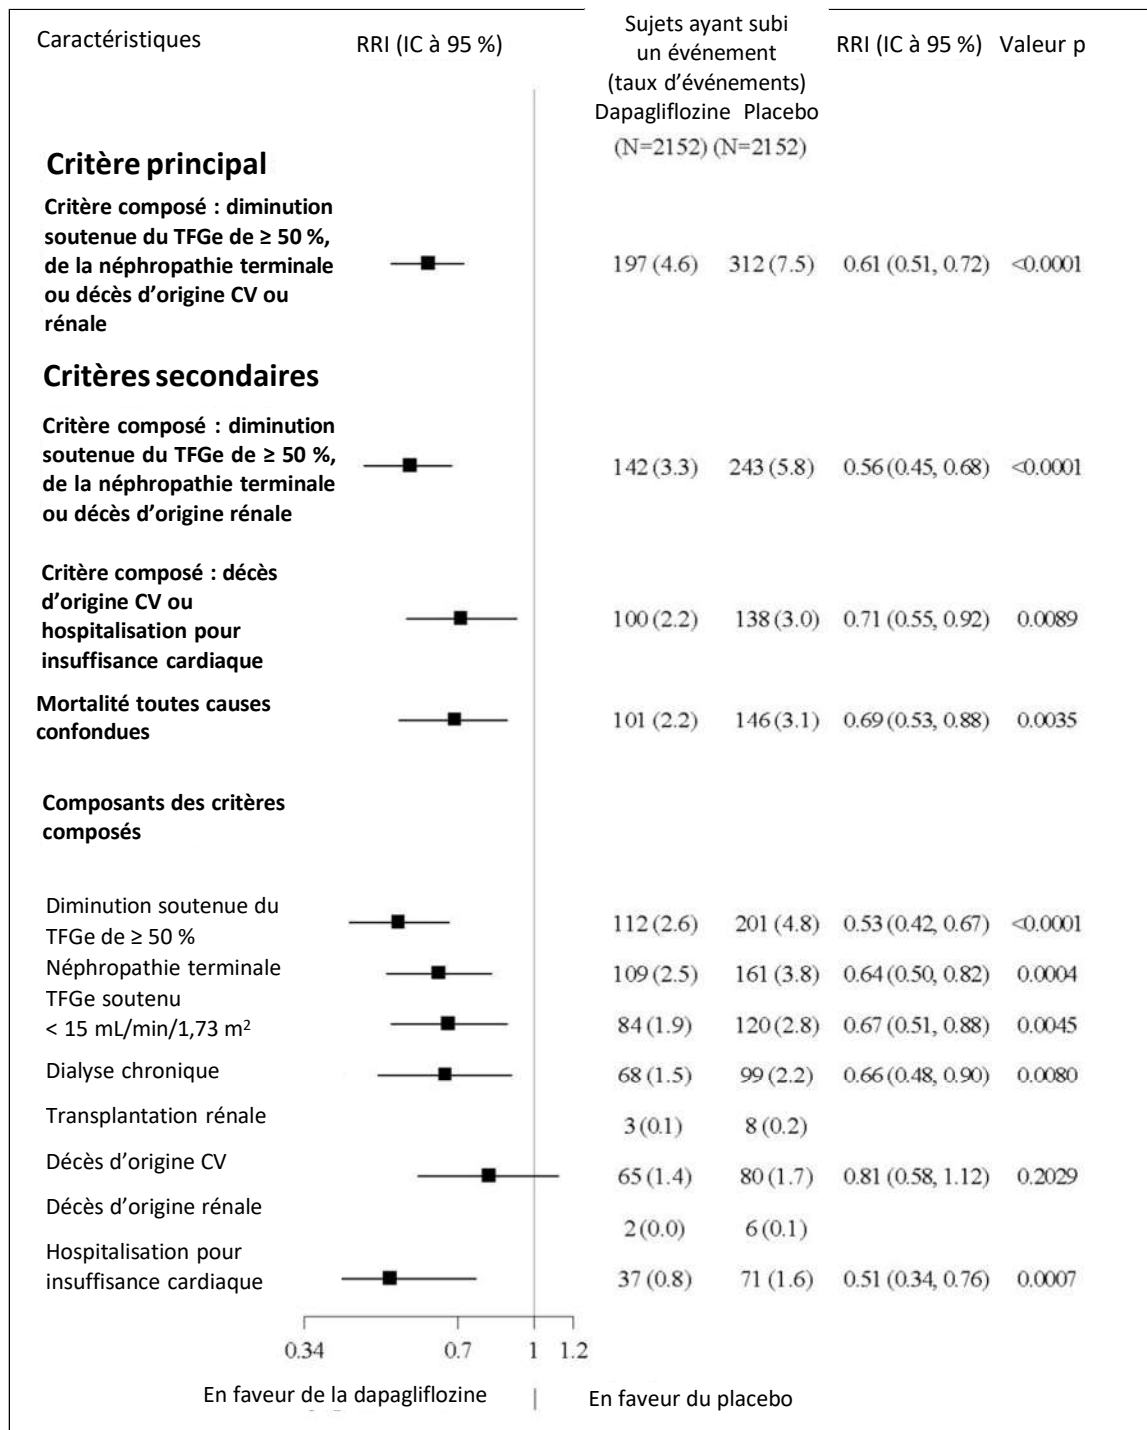 Caractéristiques
RRI (IC à 95 %)
Sujets ayant subi
un événement
(taux d’événements)
Dapagliflozine Placebo
RRI (IC à 95 %) Valeur p
(N=2152) (N=2152)
Critère principal
Critère composé : diminution
soutenue du TFGe de ≥ 50 %,
de la néphropathie terminale
ou décès d’origine CV ou
rénale
197 (4.6) 312 (7.5) 0.61 (0.51, 0.72) <0.0001
Critères secondaires
Critère composé : diminution
soutenue du TFGe de ≥ 50 %,
de la néphropathie terminale
ou décès d’origine rénale
142 (3.3) 243 (5.8) 0.56 (0.45, 0.68) <0.0001
Critère composé : décès
d’origine CV ou
hospitalisation pour
insuffisance cardiaque
100 (2.2) 138 (3.0) 0.71 (0.55, 0.92) 0.0089
Mortalité toutes causes
confondues
101 (2.2) 146 (3.1) 0.69 (0.53, 0.88) 0.0035
Composants des critères
composés
Diminution soutenue du
TFGe de ≥ 50 %
112 (2.6) 201 (4.8) 0.53 (0.42, 0.67) <0.0001
Néphropathie terminale
109 (2.5) 161 (3.8) 0.64 (0.50, 0.82) 0.0004
TFGe soutenu
< 15 mL/min/1,73 m²
84 (1.9) 120 (2.8) 0.67 (0.51, 0.88) 0.0045
Dialyse chronique
68 (1.5) 99 (2.2) 0.66 (0.48, 0.90) 0.0080
Transplantation rénale
3 (0.1) 8 (0.2)
Décès d’origine CV
65 (1.4) 80 (1.7) 0.81 (0.58, 1.12) 0.2029
Décès d’origine rénale
2 (0.0) 6 (0.1)
Hospitalisation pour
insuffisance cardiaque
37 (0.8) 71 (1.6) 0.51 (0.34, 0.76) 0.0007
0.34 0.7 1 1.2
En faveur de la dapagliflozine | En faveur du placebo